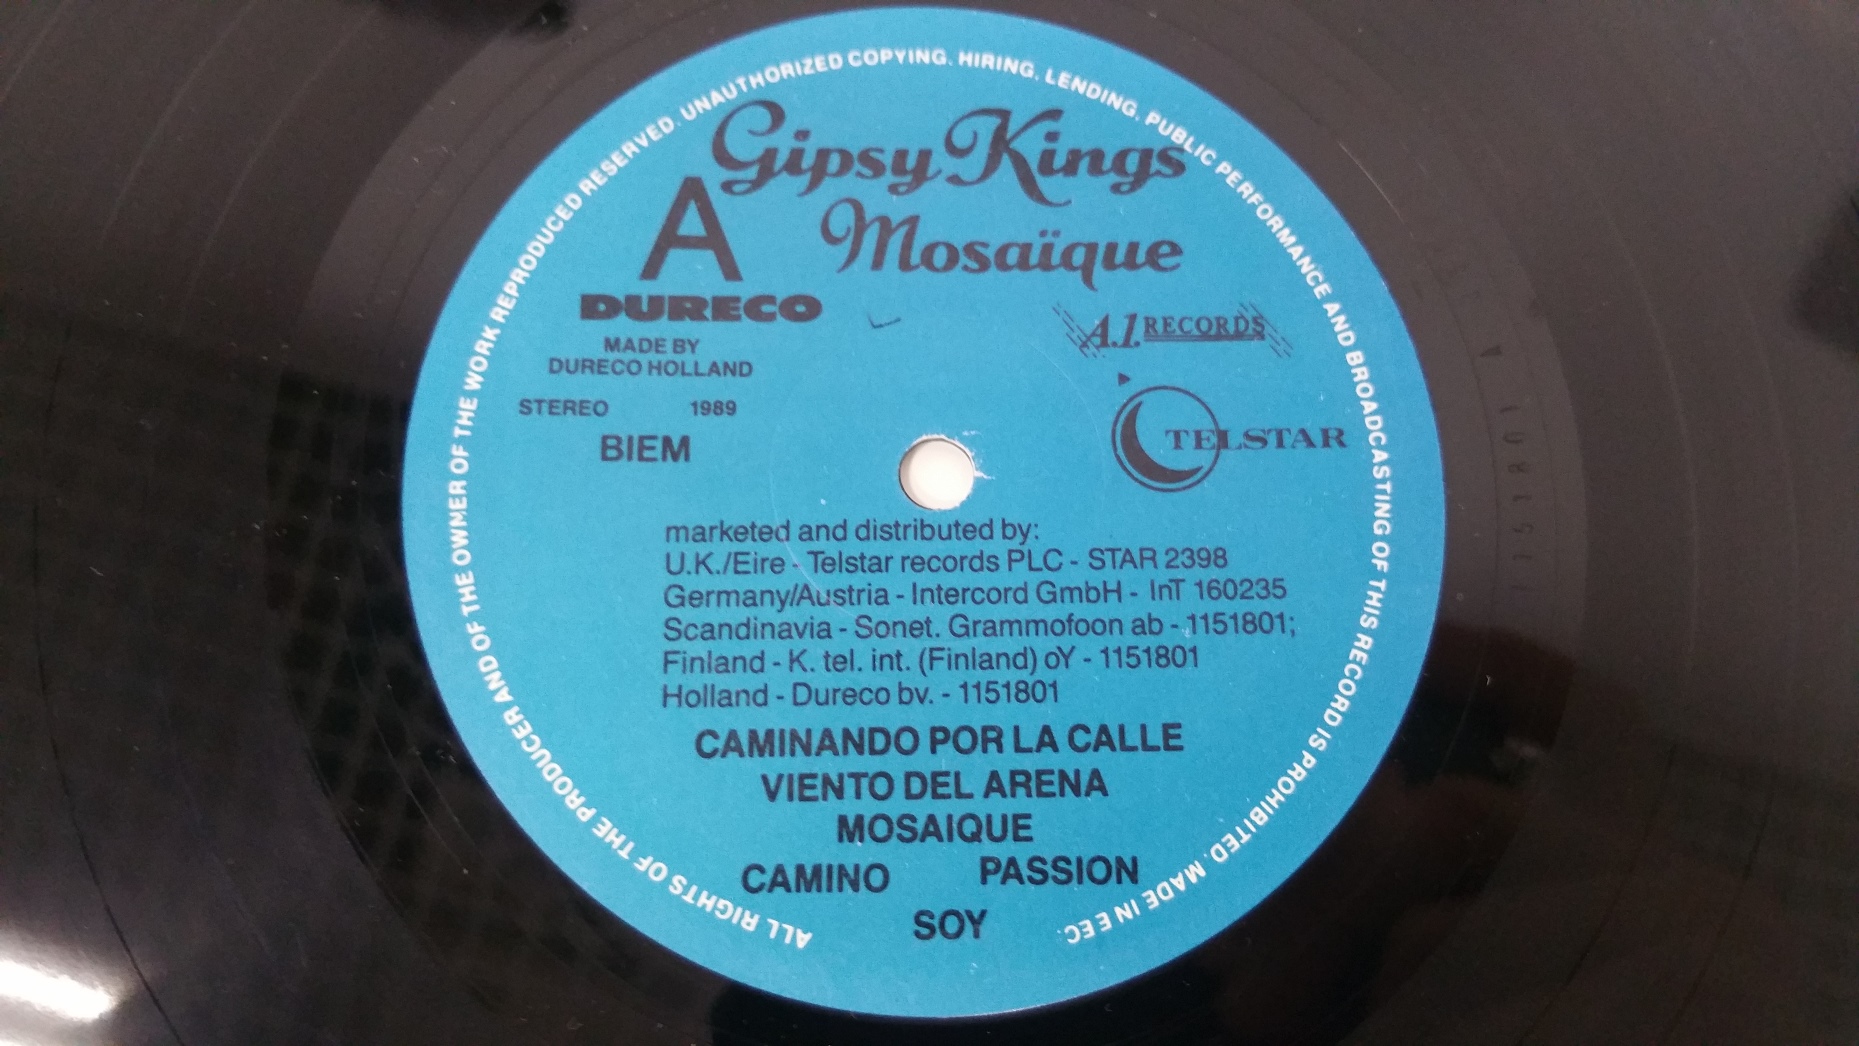 ALL RIGHTS OF THE PRODUCER AND OF THE OWNER OF THE WORK REPRODUCED RESERVED. UNAUTHORIZED COPYING. HIRING. LENDING. PUBLIC PERFORMANCE AND BROADCASTING OF THIS RECORD IS PROHIBITED. MADE IN EEC.
Gipsy Kings
A
Mosaïque
DURECO
A.1. RECORDS
MADE BY
DURECO HOLLAND
STEREO 1989
TELSTAR
BIEM
marketed and distributed by:
U.K./Eire - Telstar records PLC - STAR 2398
Germany/Austria - Intercord GmbH - InT 160235
Scandinavia - Sonet. Grammofoon ab - 1151801;
Finland - K. tel. int. (Finland) oY - 1151801
Holland - Dureco bv. - 1151801
CAMINANDO POR LA CALLE
VIENTO DEL ARENA
MOSAIQUE
CAMINO PASSION
SOY